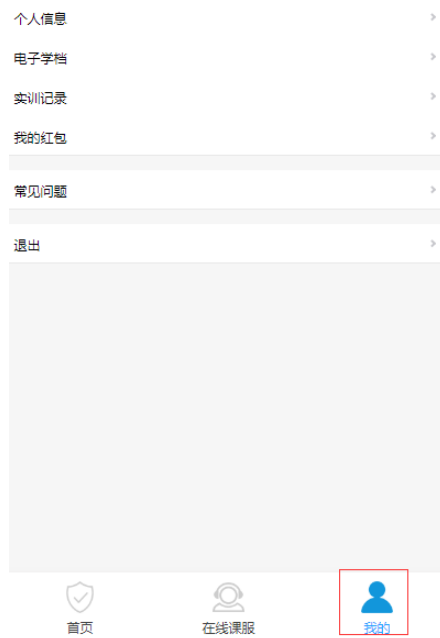 个人信息
电子学档
实训记录
我的红包
常见问题
退出
首页
在线课服
我的